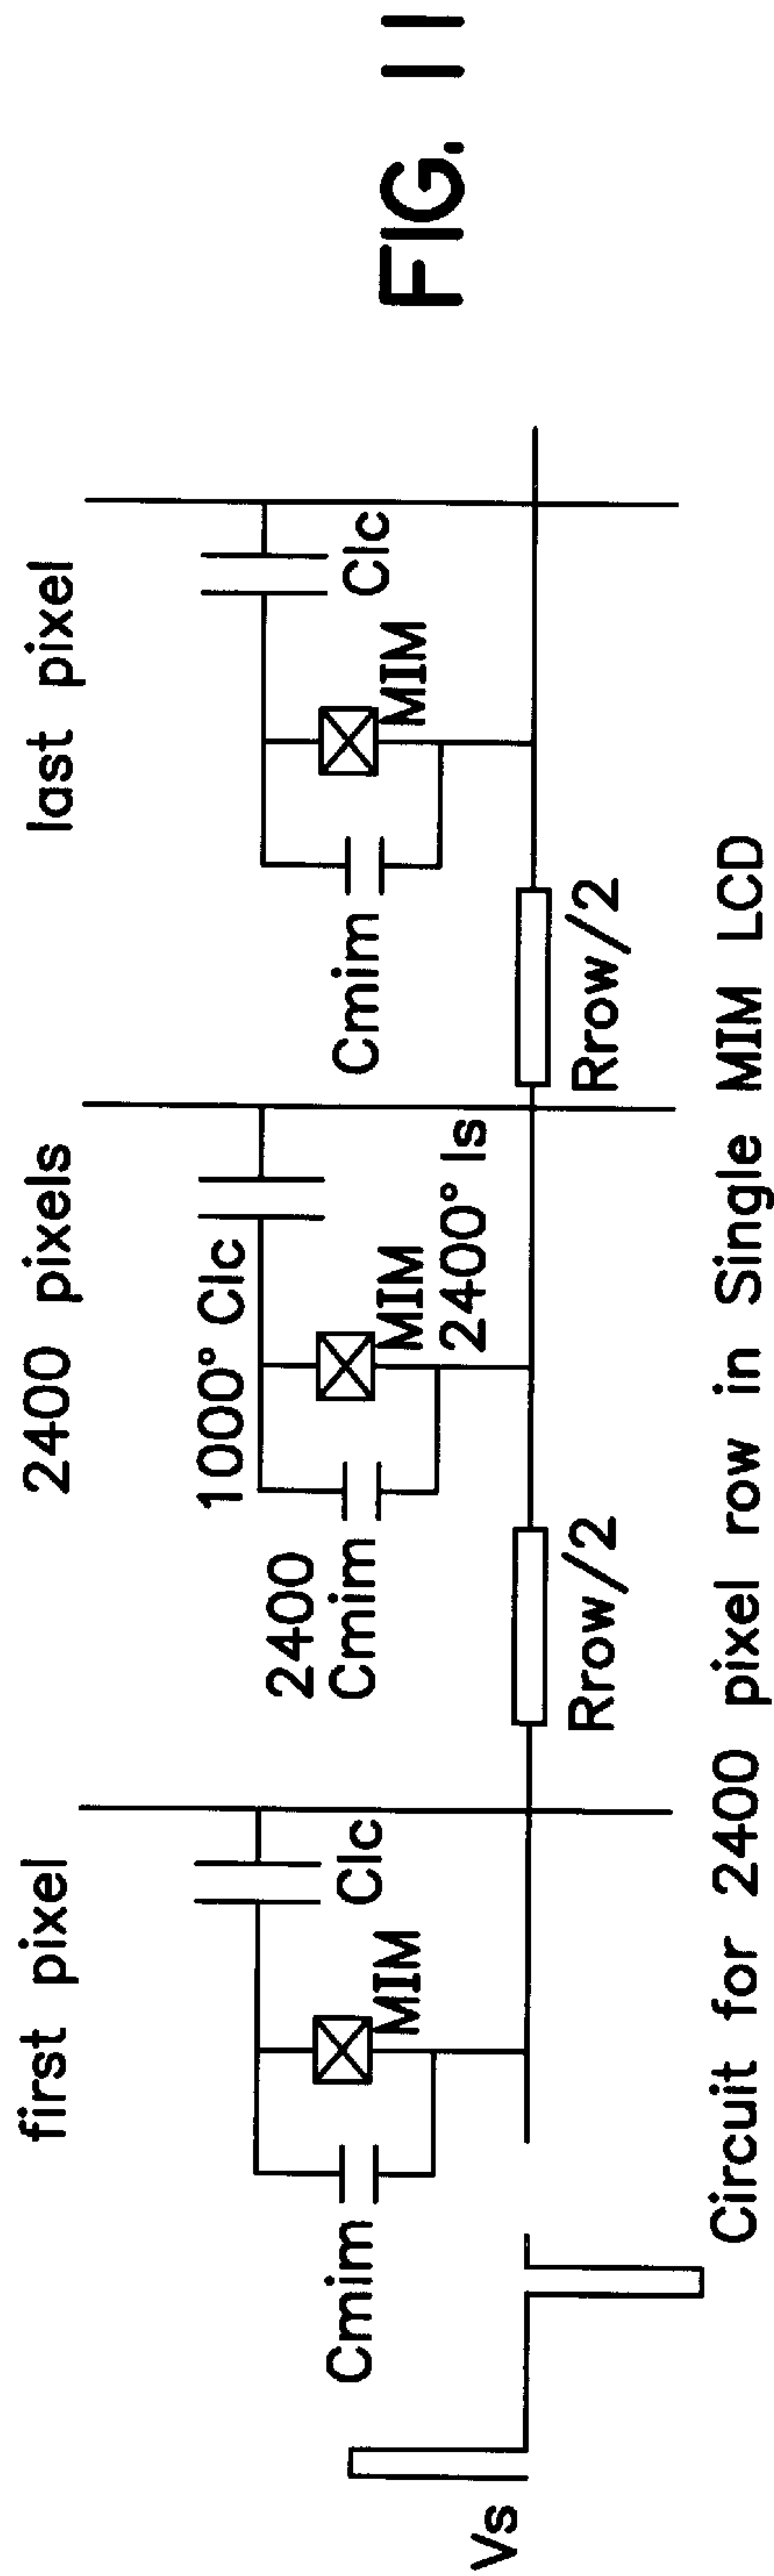 first pixel
2400 pixels
last pixel
Cmim
MIM
Clc
2400
Cmim
1000° Clc
MIM
2400° Is
Cmim
MIM
Clc
Vs
Rrow/2
Rrow/2
Circuit for 2400 pixel row in Single MIM LCD
FIG. 11